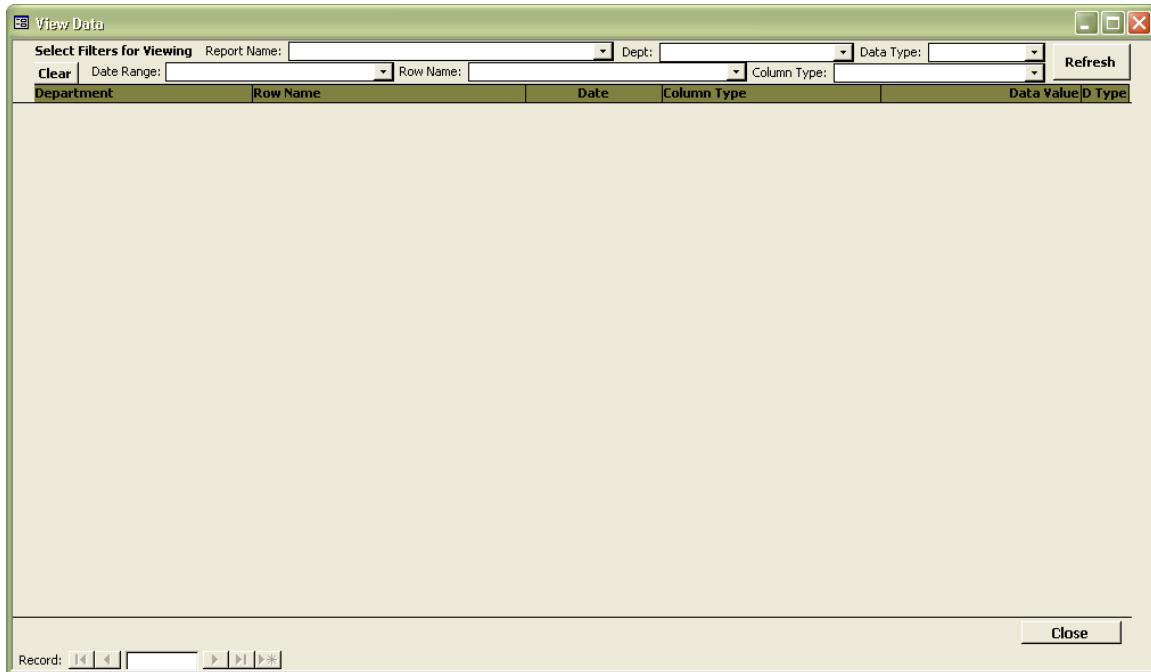 View Data
Select Filters for Viewing Report Name: Dept: Data Type: Refresh
Clear Date Range: Row Name: Column Type:
Department Row Name Date Column Type Data Value D Type
Close
Record: